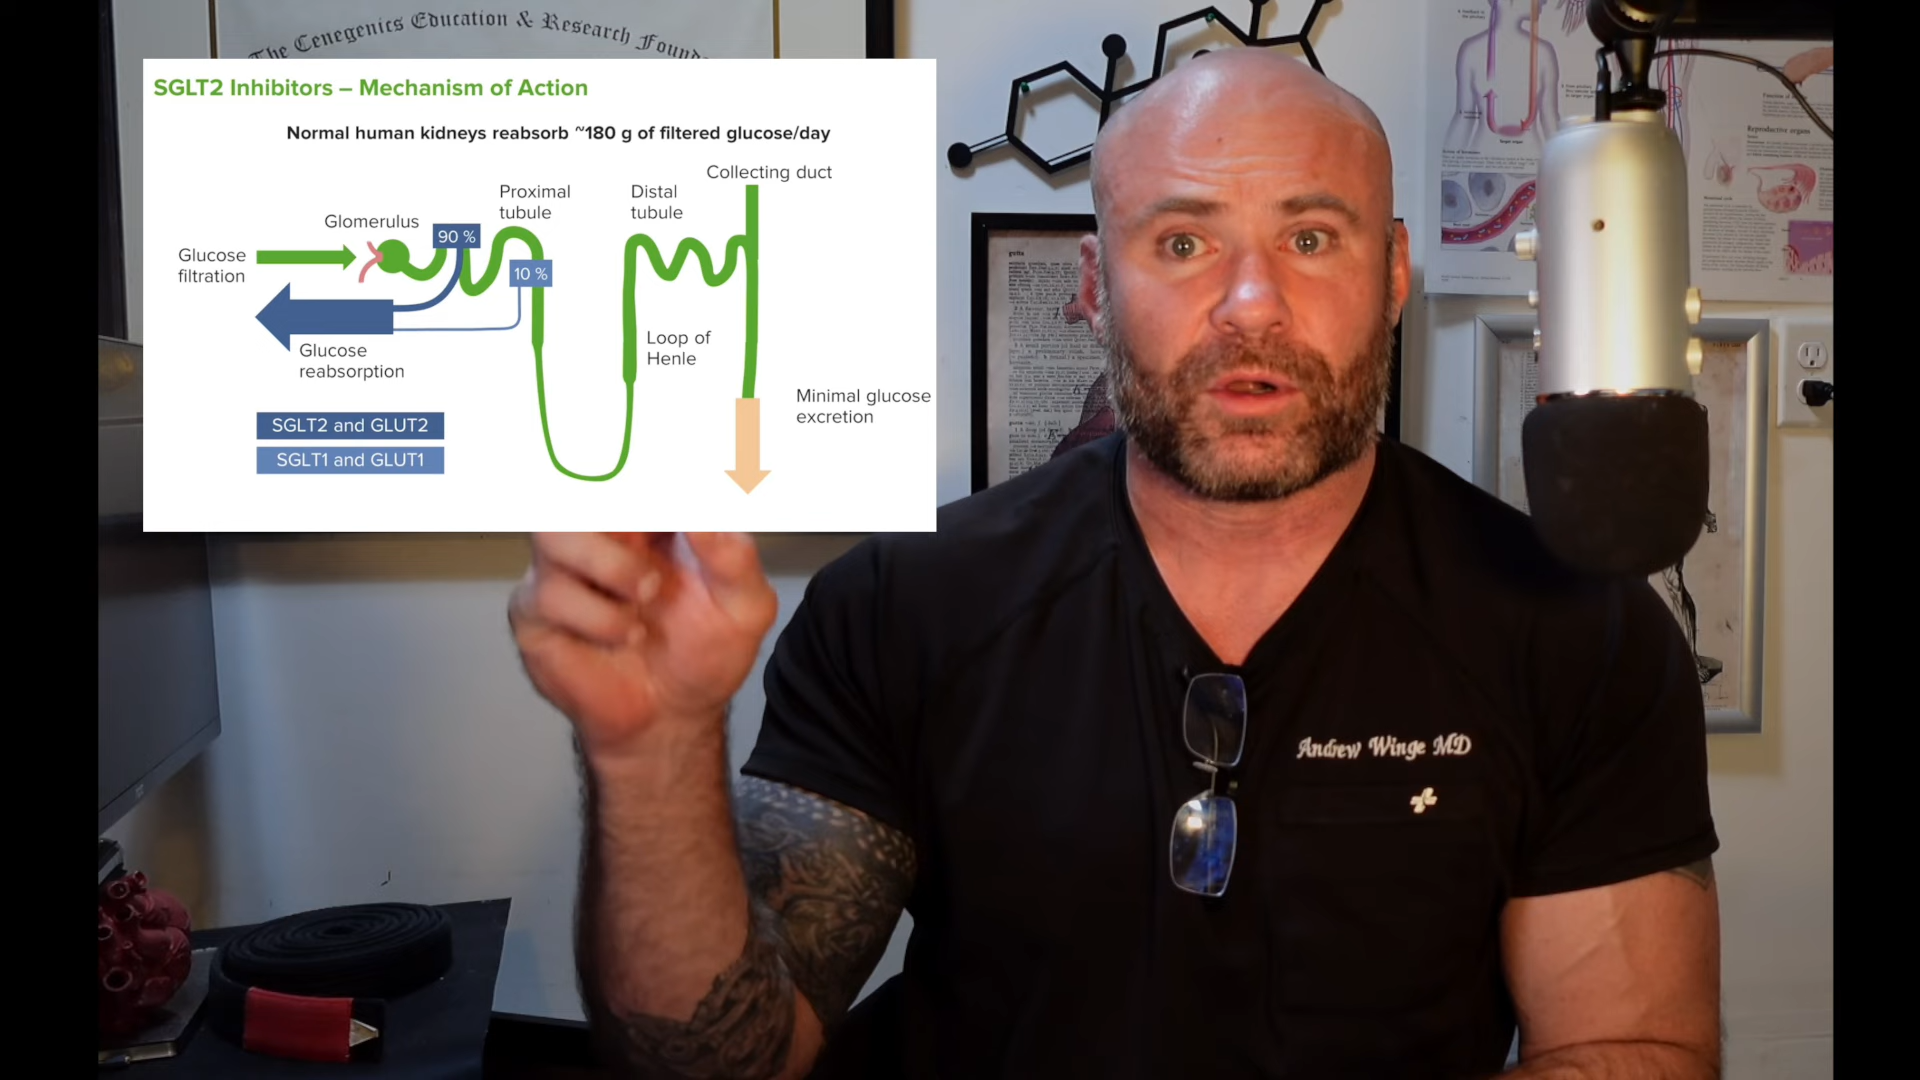 The Cenegenics Education & Research Found
SGLT2 Inhibitors – Mechanism of Action
Normal human kidneys reabsorb ~180 g of filtered glucose/day
Collecting duct
Proximal
tubule
Distal
tubule
Glomerulus
90 %
Glucose
filtration
10 %
Loop of
Henle
Glucose
reabsorption
Minimal glucose
excretion
SGLT2 and GLUT2
SGLT1 and GLUT1
Reproductive organs
Andrew Winge MD